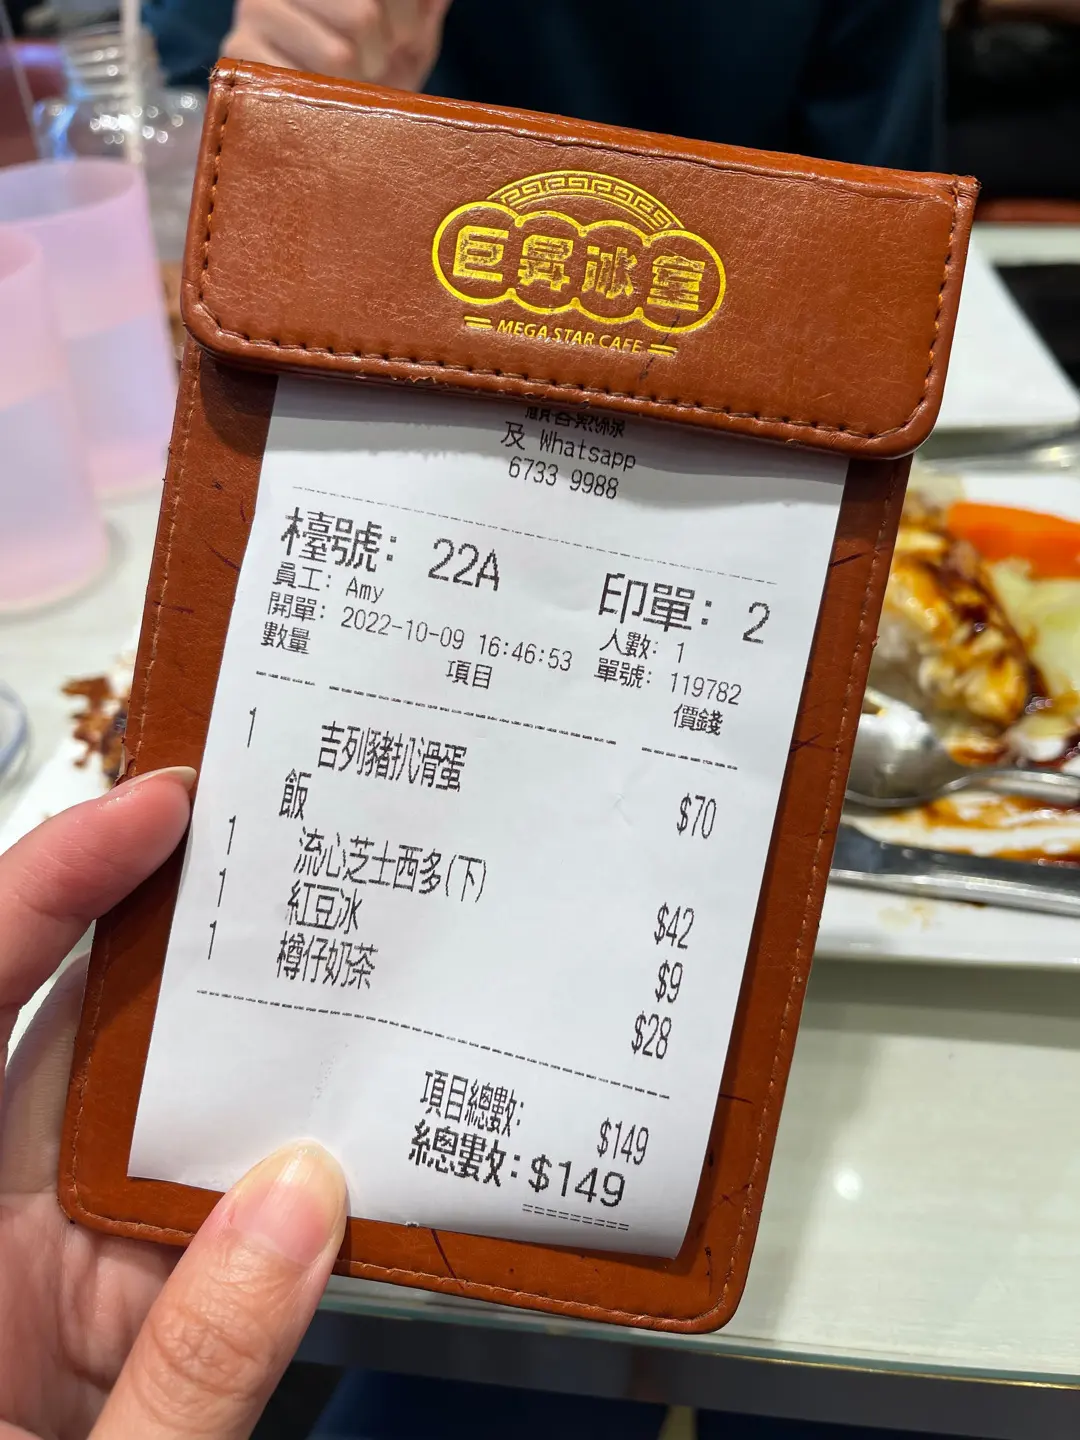 巨昇冰室
MEGA STAR CAFE
及 Whatsapp
6733 9988
檯號: 22A 印單: 2
員工: Amy 人數: 1
開單: 2022-10-09 16:46:53 單號: 119782
數量 項目 價錢
1 吉列豬扒滑蛋
飯 $70
1 流心芝士西多(下) $42
1 紅豆冰 $9
1 樽仔奶茶 $28
項目總數: $149
總數: $149